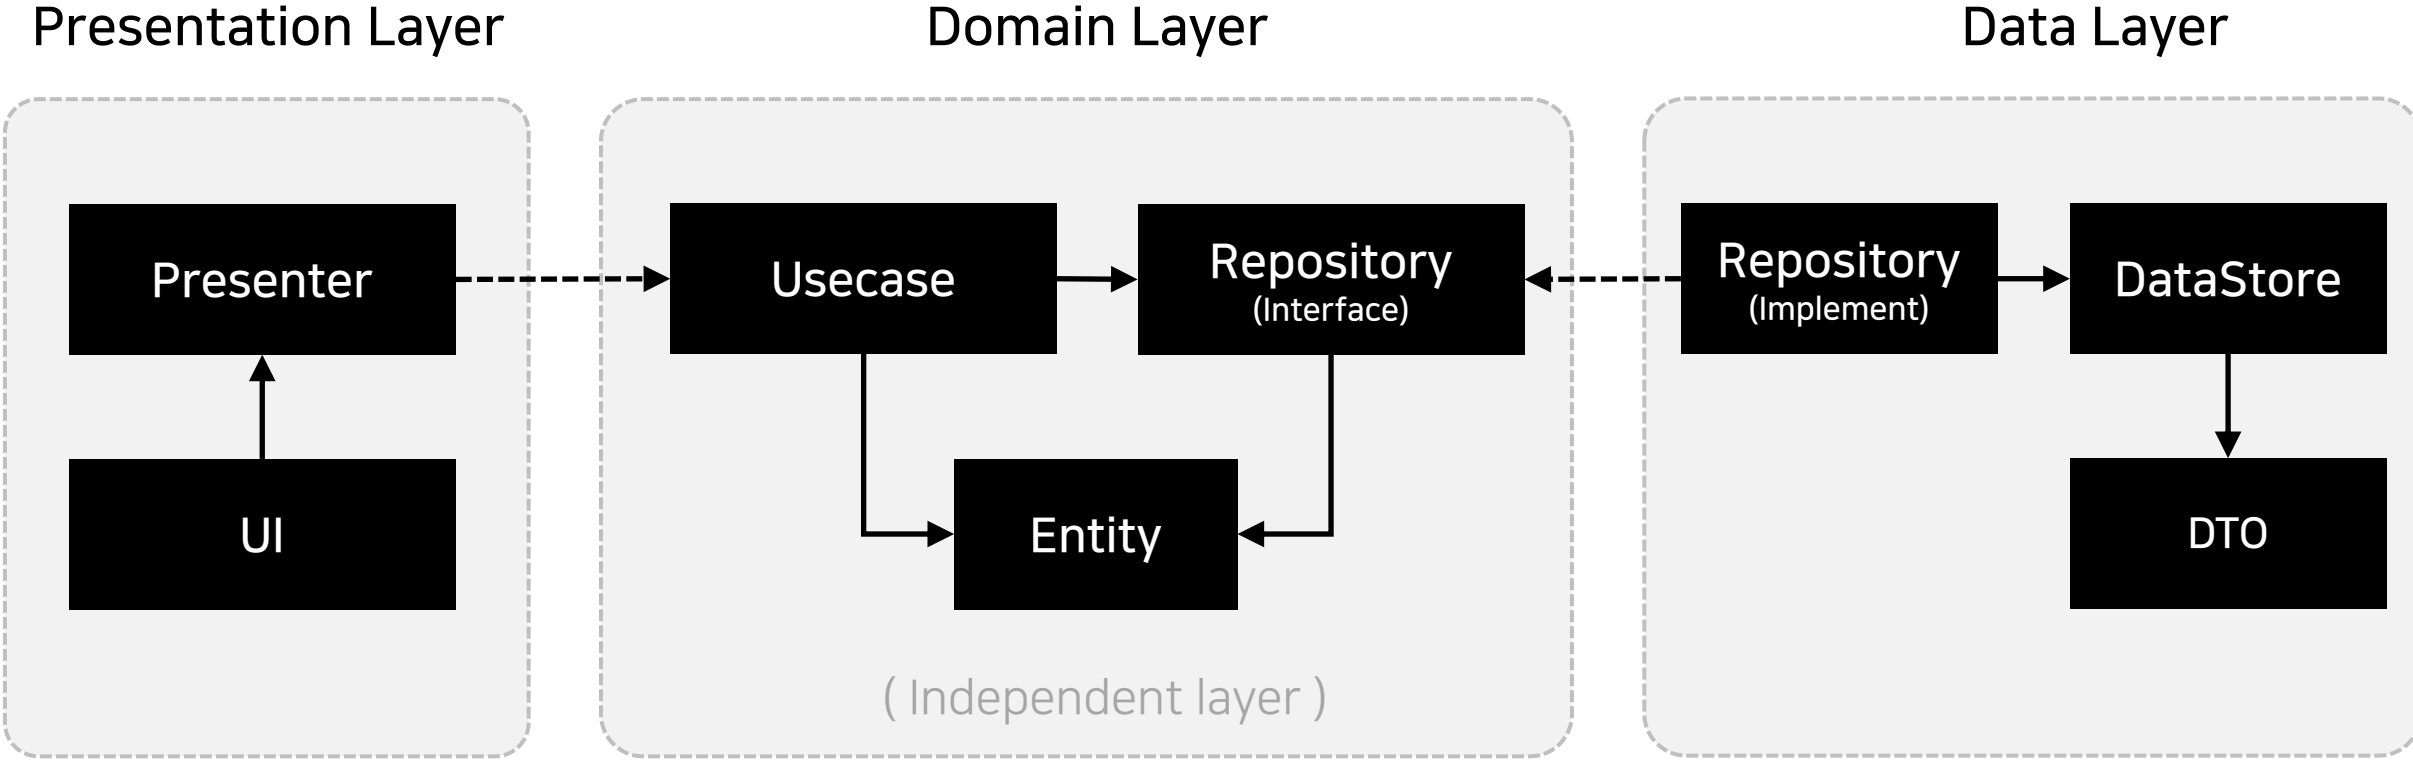 Presentation Layer
Domain Layer
Data Layer
Presenter
UI
Usecase
Repository
(Interface)
Entity
( Independent layer )
Repository
(Implement)
DataStore
DTO